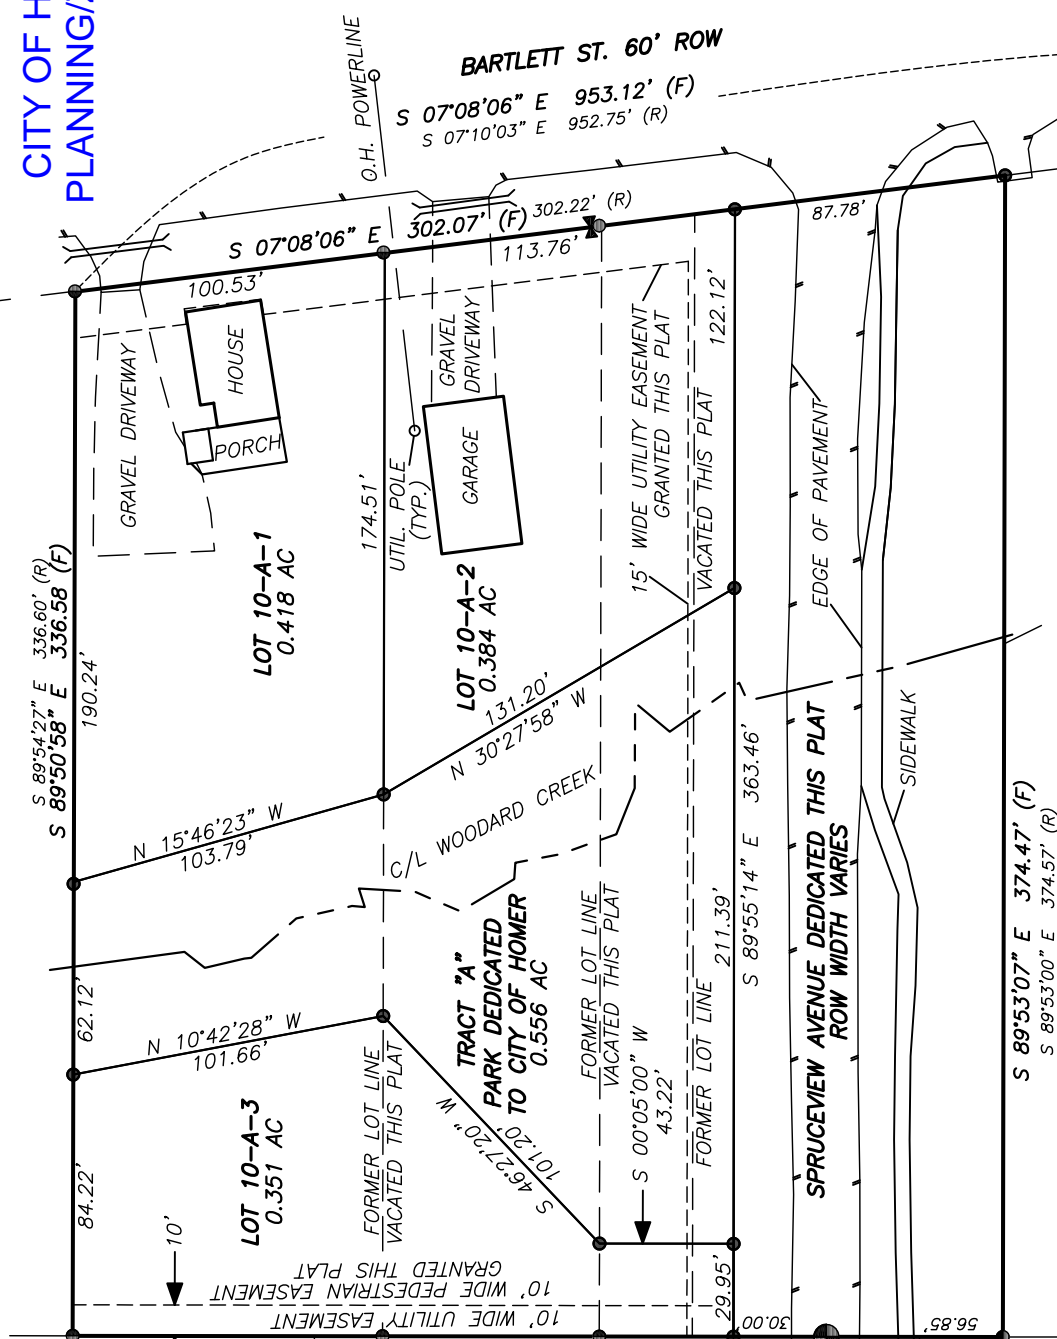 CITY OF H
PLANNING/
BARTLETT ST. 60' ROW
S 07°08'06" E 953.12' (F)
S 07°10'03" E 952.75' (R)
O.H. POWERLINE
S 07°08'06" E 302.07' (F) 302.22' (R)
100.53'
113.76'
87.78'
HOUSE
PORCH
GRAVEL DRIVEWAY
GRAVEL
DRIVEWAY
GARAGE
UTIL. POLE
(TYP.)
174.51'
15' WIDE UTILITY EASEMENT
GRANTED THIS PLAT
VACATED THIS PLAT
122.12'
EDGE OF PAVEMENT
LOT 10-A-1
0.418 AC
LOT 10-A-2
0.384 AC
S 89°54'27" E 336.60' (R)
S 89°50'58" E 336.58 (F)
190.24'
131.20'
N 30°27'58" W
N 15°46'23" W
103.79'
C/L WOODARD CREEK
S 89°55'14" E 363.46'
211.39'
SPRUCEVIEW AVENUE DEDICATED THIS PLAT
ROW WIDTH VARIES
SIDEWALK
S 89°53'07" E 374.47' (F)
S 89°53'00" E 374.57' (R)
62.12'
N 10°42'28" W
101.66'
TRACT "A"
PARK DEDICATED
TO CITY OF HOMER
0.556 AC
FORMER LOT LINE
VACATED THIS PLAT
FORMER LOT LINE
S 00°05'00" W
43.22'
FORMER LOT LINE
VACATED THIS PLAT
S 46°27'20" W
101.20'
LOT 10-A-3
0.351 AC
84.22'
10'
10' WIDE PEDESTRIAN EASEMENT
GRANTED THIS PLAT
10' WIDE UTILITY EASEMENT
29.95'
30.00'
56.85'